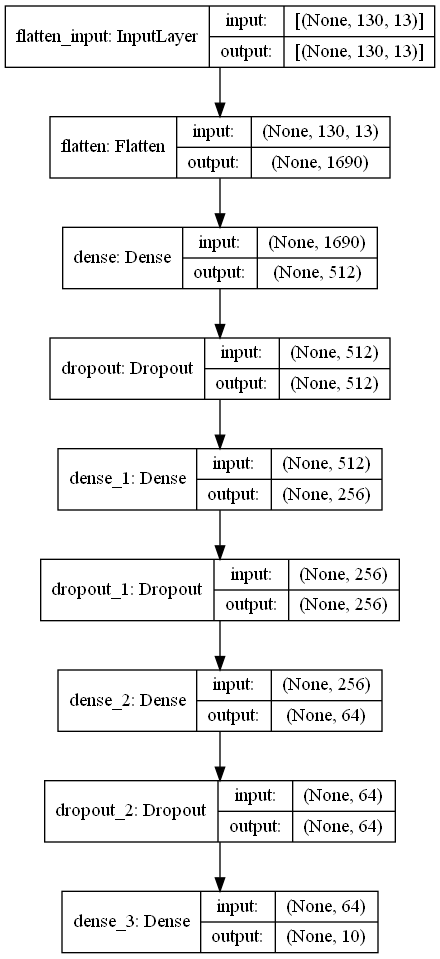 flatten_input: InputLayer
input: [(None, 130, 13)]
output: [(None, 130, 13)]
flatten: Flatten
input: (None, 130, 13)
output: (None, 1690)
dense: Dense
input: (None, 1690)
output: (None, 512)
dropout: Dropout
input: (None, 512)
output: (None, 512)
dense_1: Dense
input: (None, 512)
output: (None, 256)
dropout_1: Dropout
input: (None, 256)
output: (None, 256)
dense_2: Dense
input: (None, 256)
output: (None, 64)
dropout_2: Dropout
input: (None, 64)
output: (None, 64)
dense_3: Dense
input: (None, 64)
output: (None, 10)